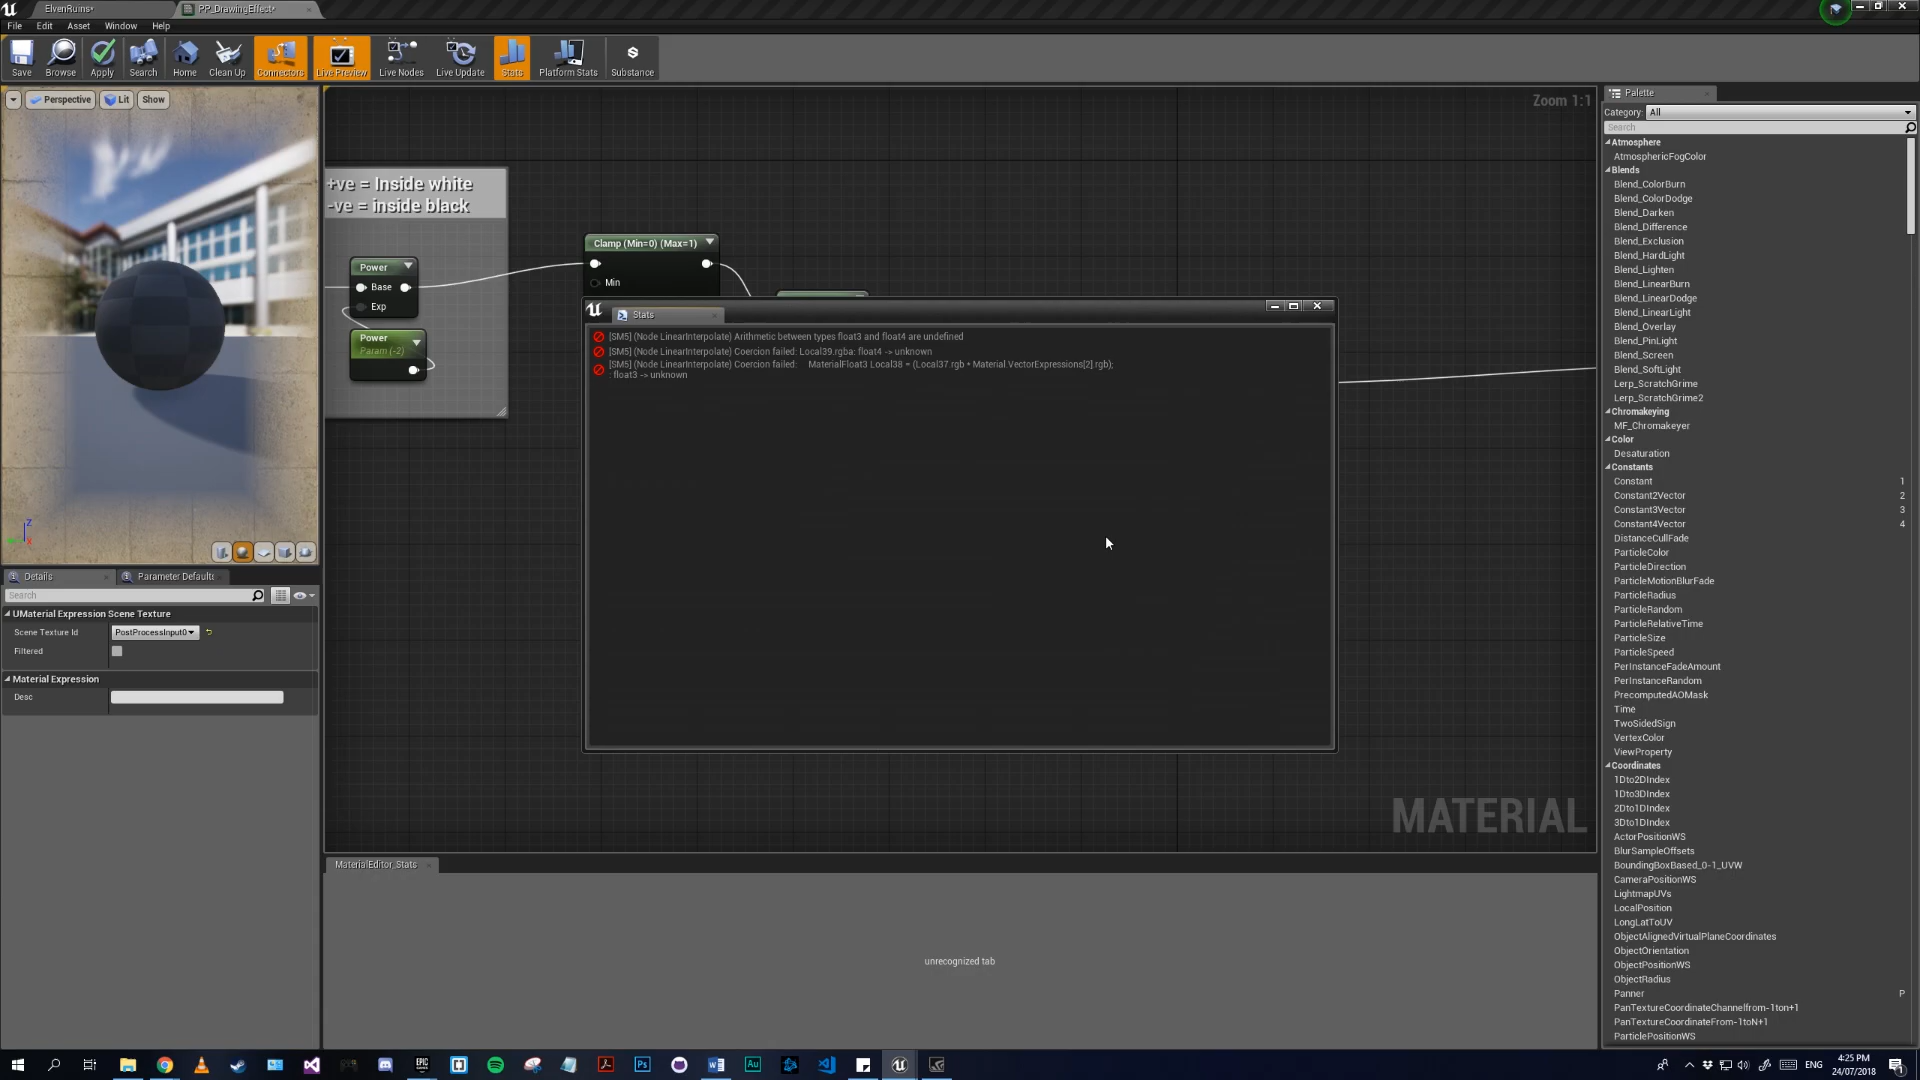 ElvenRuins*
PP_DrawingEffect*
File Edit Asset Window Help
Save Browse Apply Search Home Clean Up Connectors Live Preview Live Nodes Live Update Stats Platform Stats Substance
Perspective Lit Show
Zoom 1:1
+ve = Inside white
-ve = inside black
Power
Base
Exp
Power
Param (-2)
Clamp (Min=0) (Max=1)
Min
Stats
[SM5] (Node LinearInterpolate) Arithmetic between types float3 and float4 are undefined
[SM5] (Node LinearInterpolate) Coercion failed: Local39.rgba: float4 -> unknown
[SM5] (Node LinearInterpolate) Coercion failed: MaterialFloat3 Local38 = (Local37.rgb * Material.VectorExpressions[2].rgb);
: float3 -> unknown
MATERIAL
Z
X
Details
Parameter Default
Search
UMaterial Expression Scene Texture
Scene Texture Id PostProcessInput0
Filtered
Material Expression
Desc
MaterialEditor_Stats
unrecognized tab
Palette
Category: All
Search
Atmosphere
AtmosphericFogColor
Blends
Blend_ColorBurn
Blend_ColorDodge
Blend_Darken
Blend_Difference
Blend_Exclusion
Blend_HardLight
Blend_Lighten
Blend_LinearBurn
Blend_LinearDodge
Blend_LinearLight
Blend_Overlay
Blend_PinLight
Blend_Screen
Blend_SoftLight
Lerp_ScratchGrime
Lerp_ScratchGrime2
Chromakeying
MF_Chromakeyer
Color
Desaturation
Constants
Constant 1
Constant2Vector 2
Constant3Vector 3
Constant4Vector 4
DistanceCullFade
ParticleColor
ParticleDirection
ParticleMotionBlurFade
ParticleRadius
ParticleRandom
ParticleRelativeTime
ParticleSize
ParticleSpeed
PerInstanceFadeAmount
PerInstanceRandom
PrecomputedAOMask
Time
TwoSidedSign
VertexColor
ViewProperty
Coordinates
1Dto2DIndex
1Dto3DIndex
2Dto1DIndex
3Dto1DIndex
ActorPositionWS
BlurSampleOffsets
BoundingBoxBased_0-1_UVW
CameraPositionWS
LightmapUVs
LocalPosition
LongLatToUV
ObjectAlignedVirtualPlaneCoordinates
ObjectOrientation
ObjectPositionWS
ObjectRadius
Panner P
PanTextureCoordinateChannelfrom-1ton+1
PanTextureCoordinateFrom-1toN+1
ParticlePositionWS
ENG
4:25 PM
24/07/2018